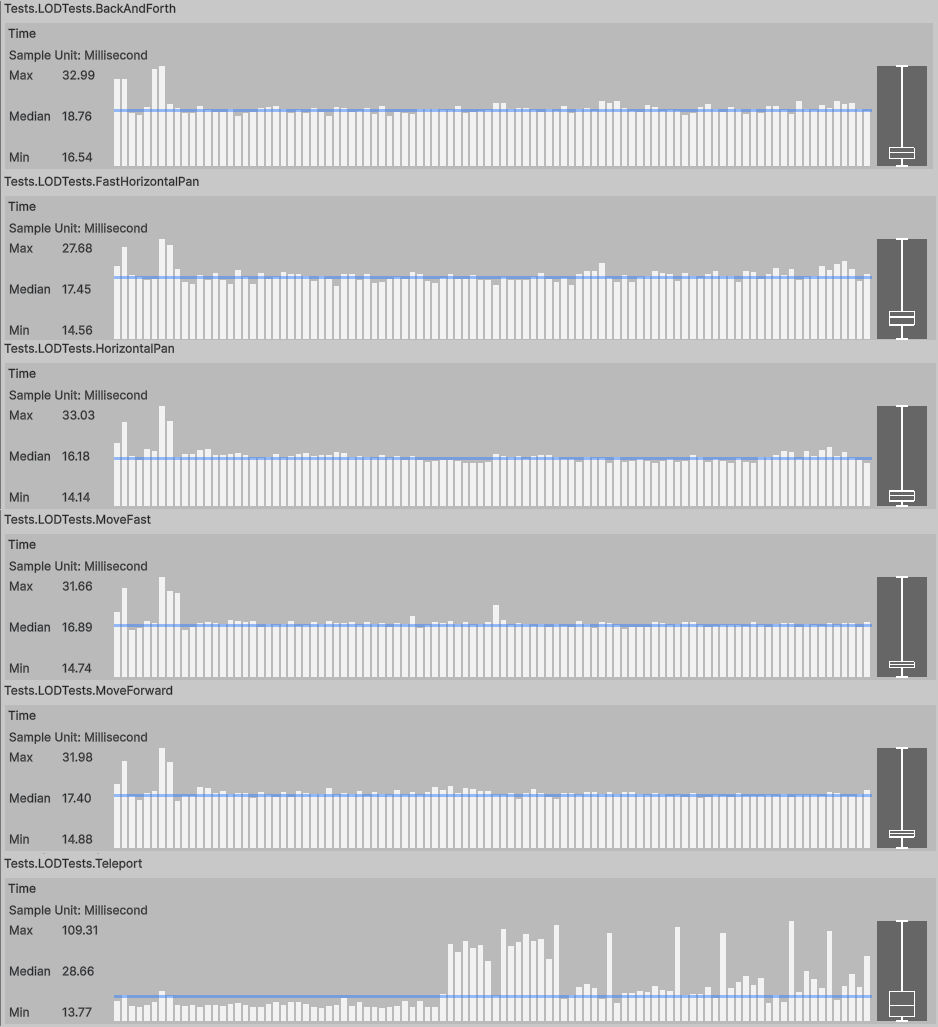 Tests.LODTests.BackAndForth
Time
Sample Unit: Millisecond
Max 32.99
Median 18.76
Min 16.54
Tests.LODTests.FastHorizontalPan
Time
Sample Unit: Millisecond
Max 27.68
Median 17.45
Min 14.56
Tests.LODTests.HorizontalPan
Time
Sample Unit: Millisecond
Max 33.03
Median 16.18
Min 14.14
Tests.LODTests.MoveFast
Time
Sample Unit: Millisecond
Max 31.66
Median 16.89
Min 14.74
Tests.LODTests.MoveForward
Time
Sample Unit: Millisecond
Max 31.98
Median 17.40
Min 14.88
Tests.LODTests.Teleport
Time
Sample Unit: Millisecond
Max 109.31
Median 28.66
Min 13.77